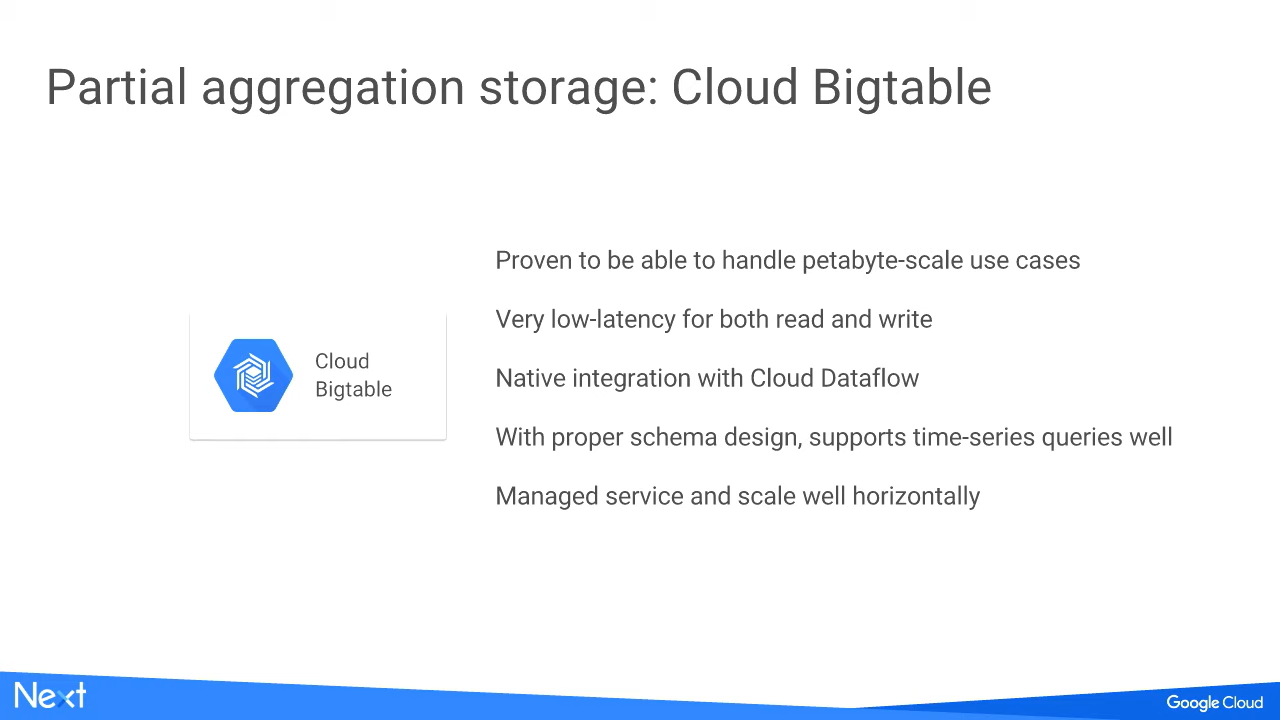 Partial aggregation storage: Cloud Bigtable
Proven to be able to handle petabyte-scale use cases
Very low-latency for both read and write
Cloud
Bigtable
Native integration with Cloud Dataflow
With proper schema design, supports time-series queries well
Managed service and scale well horizontally
Next
Google Cloud